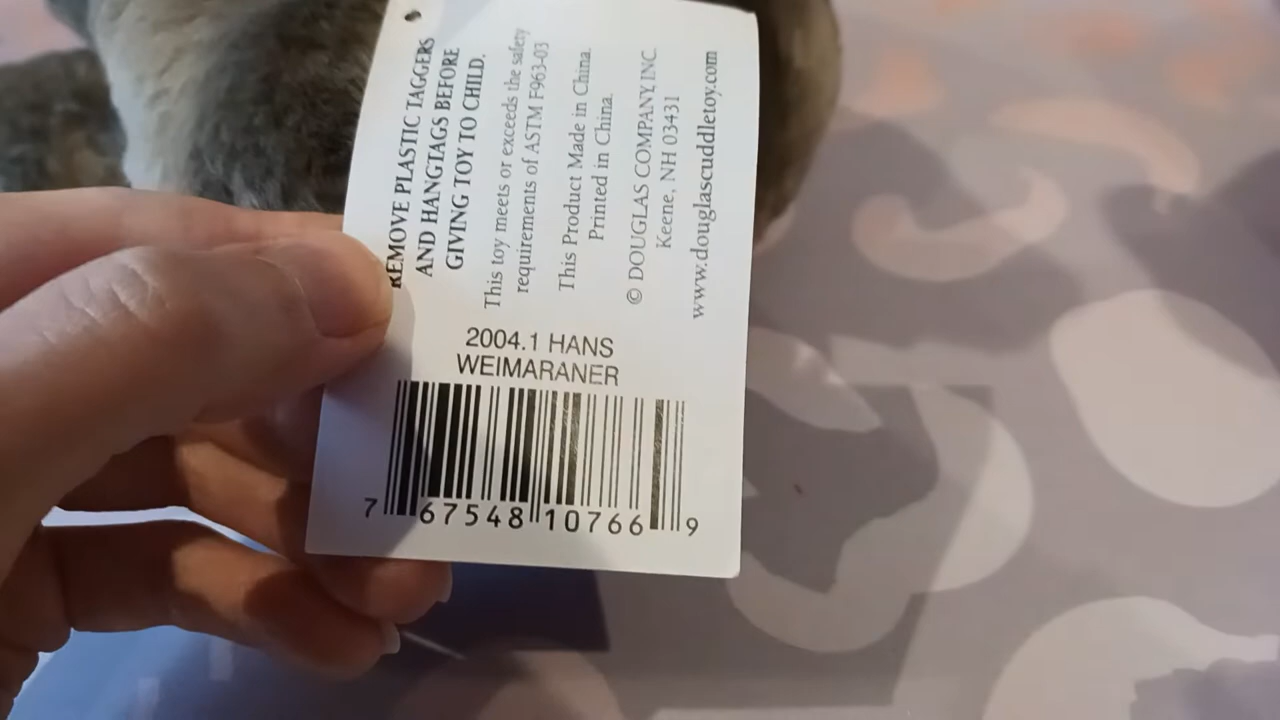 REMOVE PLASTIC TAGGERS
AND HANGTAGS BEFORE
GIVING TOY TO CHILD.
This toy meets or exceeds the safety
requirements of ASTM F963-03
This Product Made in China.
Printed in China.
© DOUGLAS COMPANY, INC.
Keene, NH 03431
www.douglascuddletoy.com
2004.1 HANS
WEIMARANER
7 67548 10766 9